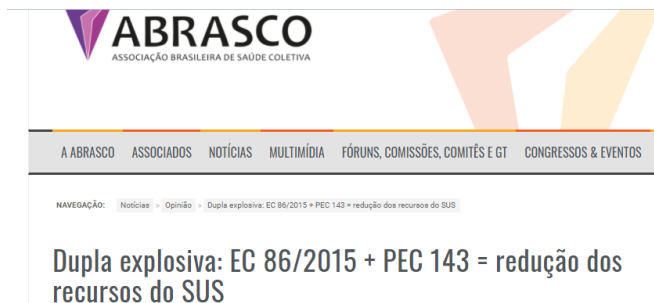 ABRASCO
ASSOCIAÇÃO BRASILEIRA DE SAÚDE COLETIVA
A ABRASCO ASSOCIADOS NOTÍCIAS MULTIMÍDIA FÓRUNS, COMISSÕES, COMITÊS E GT CONGRESSOS & EVENTOS
NAVEGAÇÃO: Notícias » Opinião » Dupla explosiva: EC 86/2015 + PEC 143 = redução dos recursos do SUS
Dupla explosiva: EC 86/2015 + PEC 143 = redução dos
recursos do SUS